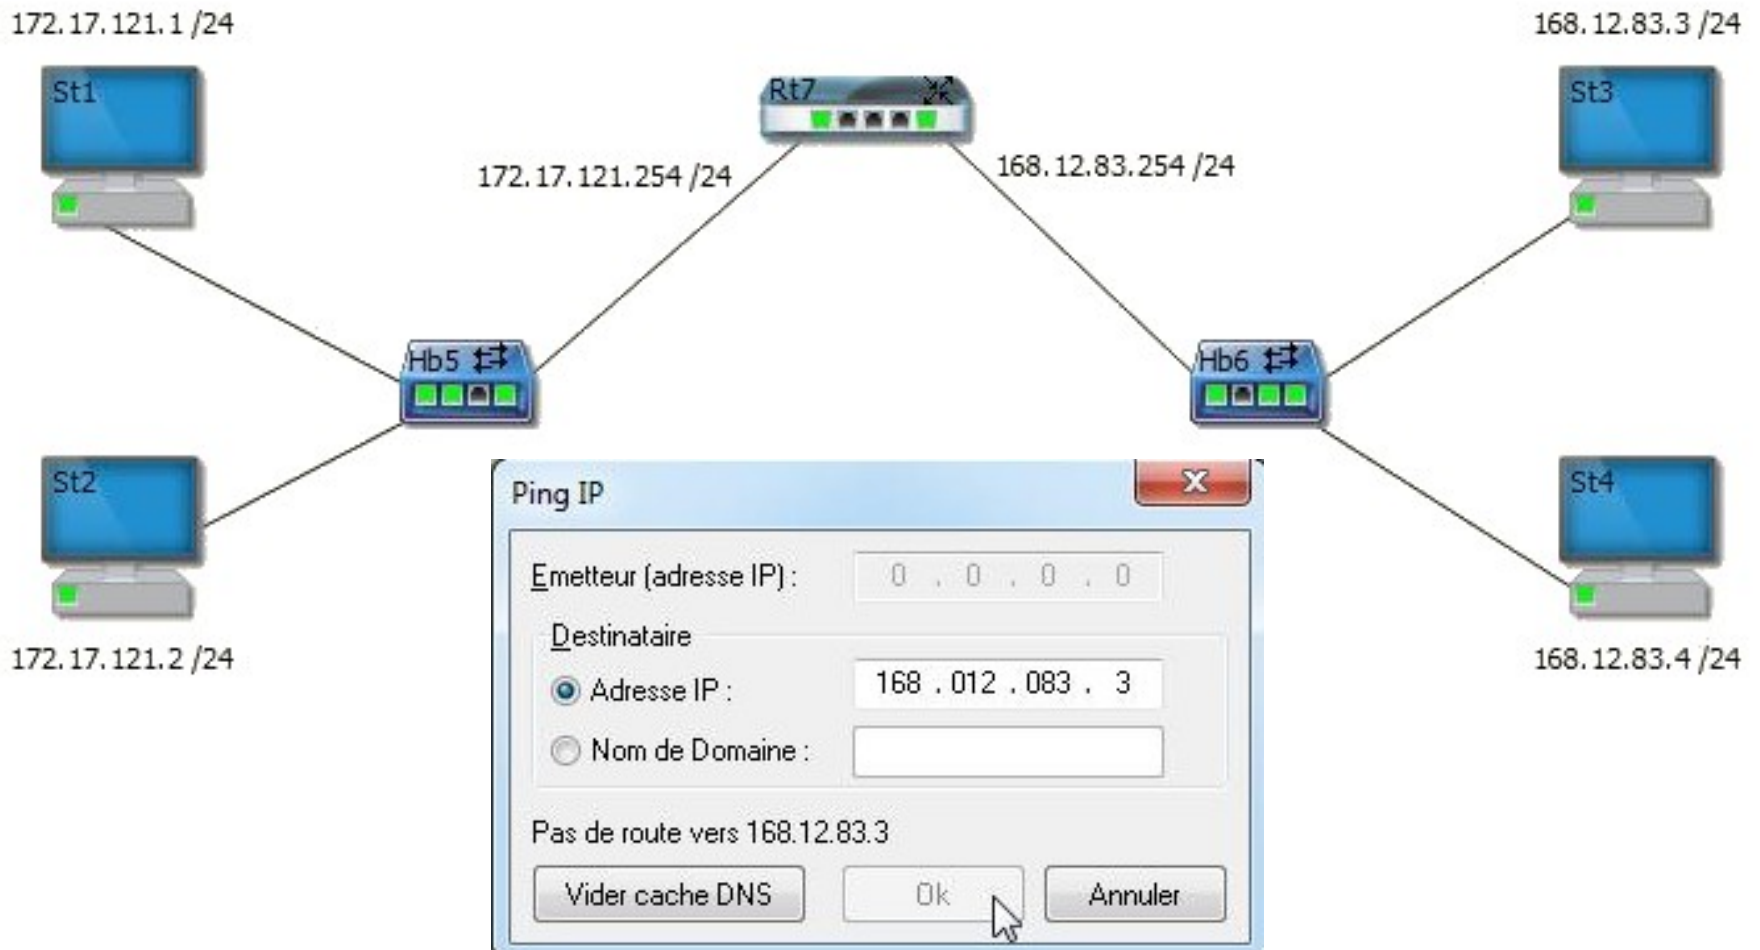 172.17.121.1 /24
168.12.83.3 /24
St1
Rt7
St3
172.17.121.254 /24
168.12.83.254 /24
Hb5
Hb6
St2
St4
172.17.121.2 /24
168.12.83.4 /24
Ping IP
Emetteur (adresse IP) : 0 . 0 . 0 . 0
Destinataire
Adresse IP : 168 . 012 . 083 . 3
Nom de Domaine :
Pas de route vers 168.12.83.3
Vider cache DNS Ok Annuler